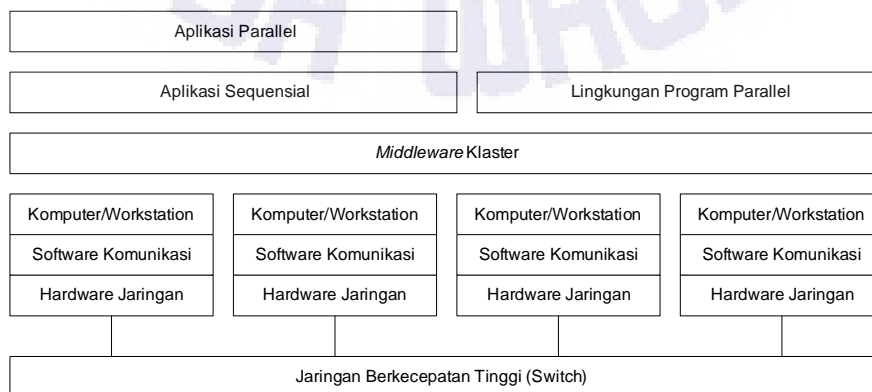 Aplikasi Parallel
Aplikasi Sequensial
Lingkungan Program Parallel
Middleware Klaster
Komputer/Workstation
Komputer/Workstation
Komputer/Workstation
Komputer/Workstation
Software Komunikasi
Software Komunikasi
Software Komunikasi
Software Komunikasi
Hardware Jaringan
Hardware Jaringan
Hardware Jaringan
Hardware Jaringan
Jaringan Berkecepatan Tinggi (Switch)